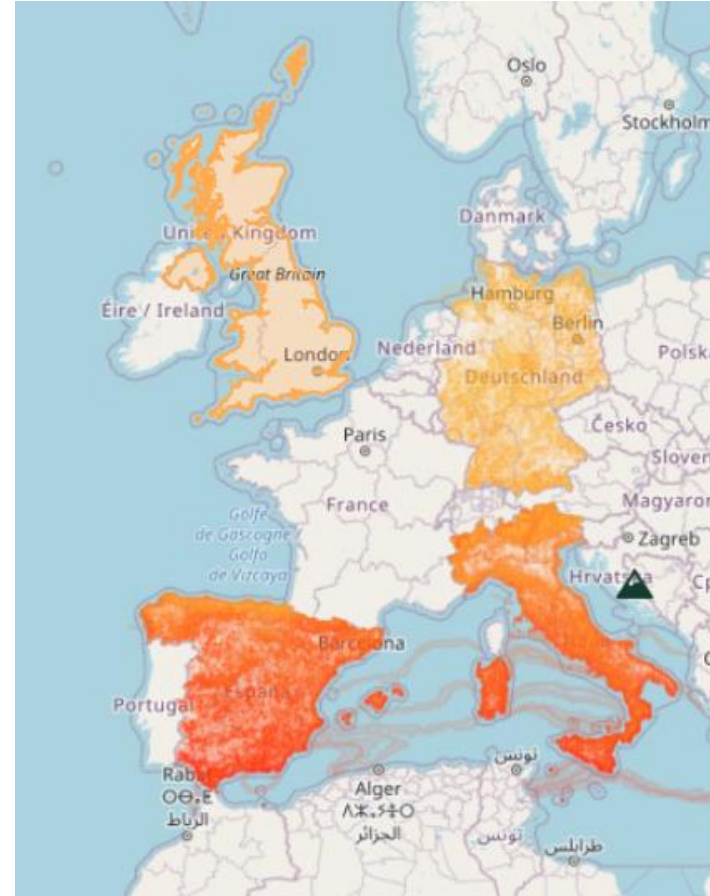 Oslo
Stockholm
United Kingdom
Danmark
Great Britain
Hamburg
Éire / Ireland
Berlin
London
Nederland
Polska
Deutschland
Česko
Paris
Sloven
France
Magyaror
Golfe
de Gascogne /
Golfo
de Vizcaya
Zagreb
Hrvatska
Barcelona
España
Portugal
تونس
Rabat
ⵔⴱⴰⵟ
الرباط
Alger
ⴷⵣⴰⵢⴻⵔ
الجزائر
تونس
طرابلس